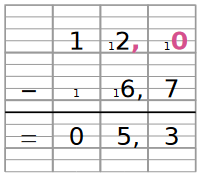 1 12, 10
− 1 16, 7
= 0 5, 3